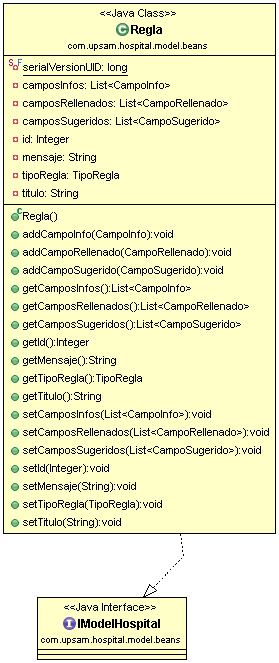 <<Java Class>>
C Regla
com.upsam.hospital.model.beans
S F serialVersionUID: long
camposInfos: List<CampoInfo>
camposRellenados: List<CampoRellenado>
camposSugeridos: List<CampoSugerido>
id: Integer
mensaje: String
tipoRegla: TipoRegla
titulo: String
C Regla()
addCampoInfo(CampoInfo):void
addCampoRellenado(CampoRellenado):void
addCampoSugerido(CampoSugerido):void
getCamposInfos():List<CampoInfo>
getCamposRellenados():List<CampoRellenado>
getCamposSugeridos():List<CampoSugerido>
getId():Integer
getMensaje():String
getTipoRegla():TipoRegla
getTitulo():String
setCamposInfos(List<CampoInfo>):void
setCamposRellenados(List<CampoRellenado>):void
setCamposSugeridos(List<CampoSugerido>):void
setId(Integer):void
setMensaje(String):void
setTipoRegla(TipoRegla):void
setTitulo(String):void
<<Java Interface>>
I IModelHospital
com.upsam.hospital.model.beans